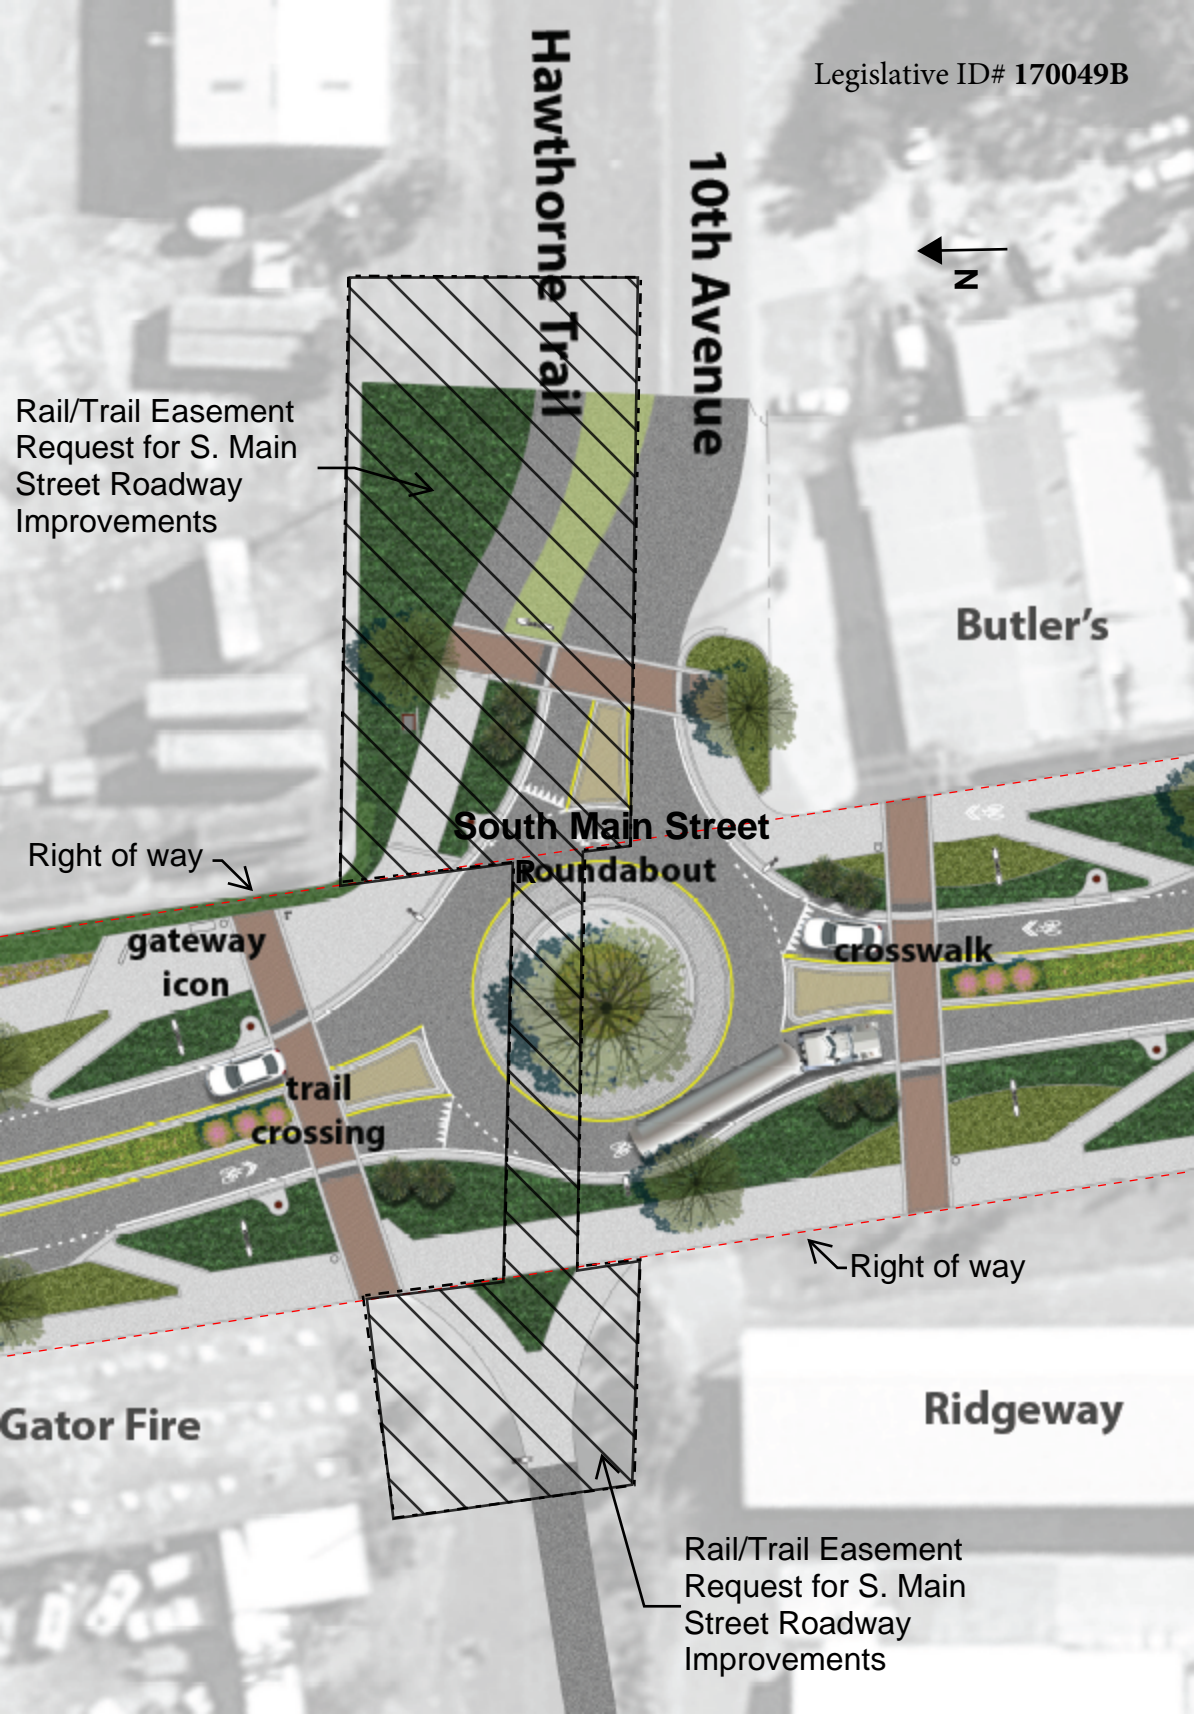 Legislative ID# 170049B
Hawthorne Trail
10th Avenue
N
Rail/Trail Easement
Request for S. Main
Street Roadway
Improvements
Butler's
South Main Street
Roundabout
Right of way
gateway
icon
crosswalk
trail
crossing
Right of way
Gator Fire
Ridgeway
Rail/Trail Easement
Request for S. Main
Street Roadway
Improvements